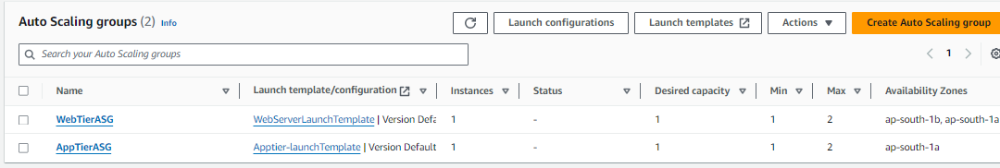 Auto Scaling groups (2) Info
Launch configurations
Launch templates
Actions
Create Auto Scaling group
Search your Auto Scaling groups
1
Name Launch template/configuration Instances Status Desired capacity Min Max Availability Zones
WebTierASG WebServerLaunchTemplate | Version Defa 1 - 1 1 2 ap-south-1b, ap-south-1a
AppTierASG Apptier-launchTemplate | Version Default 1 - 1 1 2 ap-south-1a